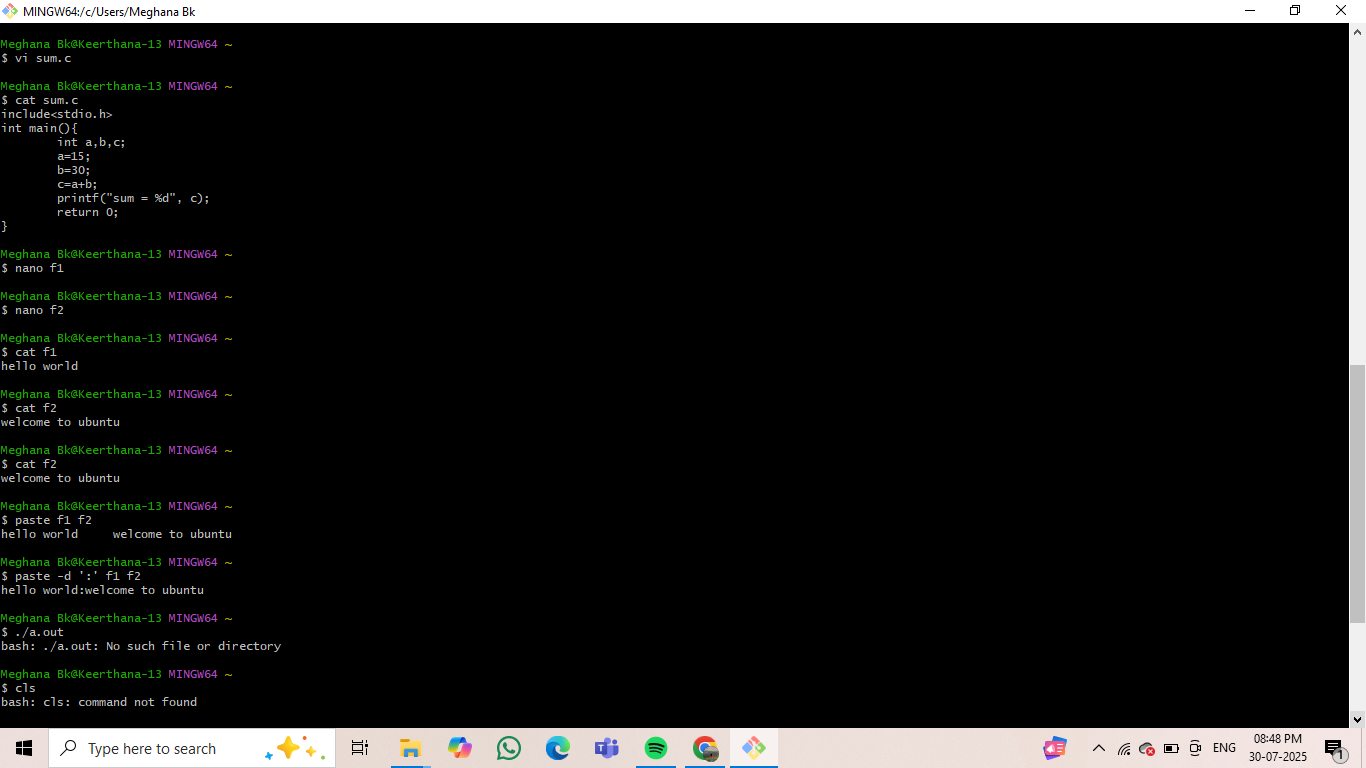 MINGW64:/c/Users/Meghana Bk
Meghana Bk@Keerthana-13 MINGW64 ~
$ vi sum.c
Meghana Bk@Keerthana-13 MINGW64 ~
$ cat sum.c
include<stdio.h>
int main(){
        int a,b,c;
        a=15;
        b=30;
        c=a+b;
        printf("sum = %d", c);
        return 0;
}
Meghana Bk@Keerthana-13 MINGW64 ~
$ nano f1
Meghana Bk@Keerthana-13 MINGW64 ~
$ nano f2
Meghana Bk@Keerthana-13 MINGW64 ~
$ cat f1
hello world
Meghana Bk@Keerthana-13 MINGW64 ~
$ cat f2
welcome to ubuntu
Meghana Bk@Keerthana-13 MINGW64 ~
$ cat f2
welcome to ubuntu
Meghana Bk@Keerthana-13 MINGW64 ~
$ paste f1 f2
hello world     welcome to ubuntu
Meghana Bk@Keerthana-13 MINGW64 ~
$ paste -d ':' f1 f2
hello world:welcome to ubuntu
Meghana Bk@Keerthana-13 MINGW64 ~
$ ./a.out
bash: ./a.out: No such file or directory
Meghana Bk@Keerthana-13 MINGW64 ~
$ cls
bash: cls: command not found
Type here to search
ENG
08:48 PM
30-07-2025
1